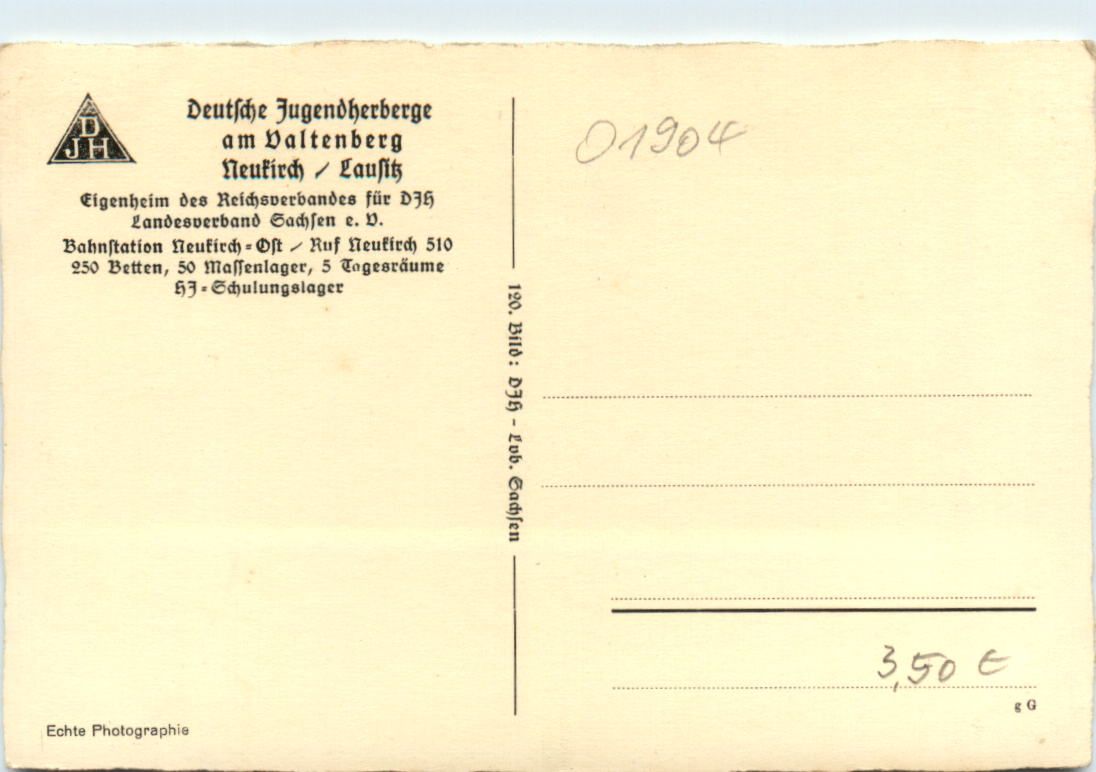 DJH
Deutsche Jugendherberge
am Valtenberg
Neukirch / Lausitz
Eigenheim des Reichsverbandes für DJH
Landesverband Sachsen e. V.
Bahnstation Neukirch-Ost / Ruf Neukirch 510
250 Betten, 50 Massenlager, 5 Tagesräume
HJ-Schulungslager
120. Bild: DJH - Lvb. Sachsen
01904
3,50 €
g G
Echte Photographie